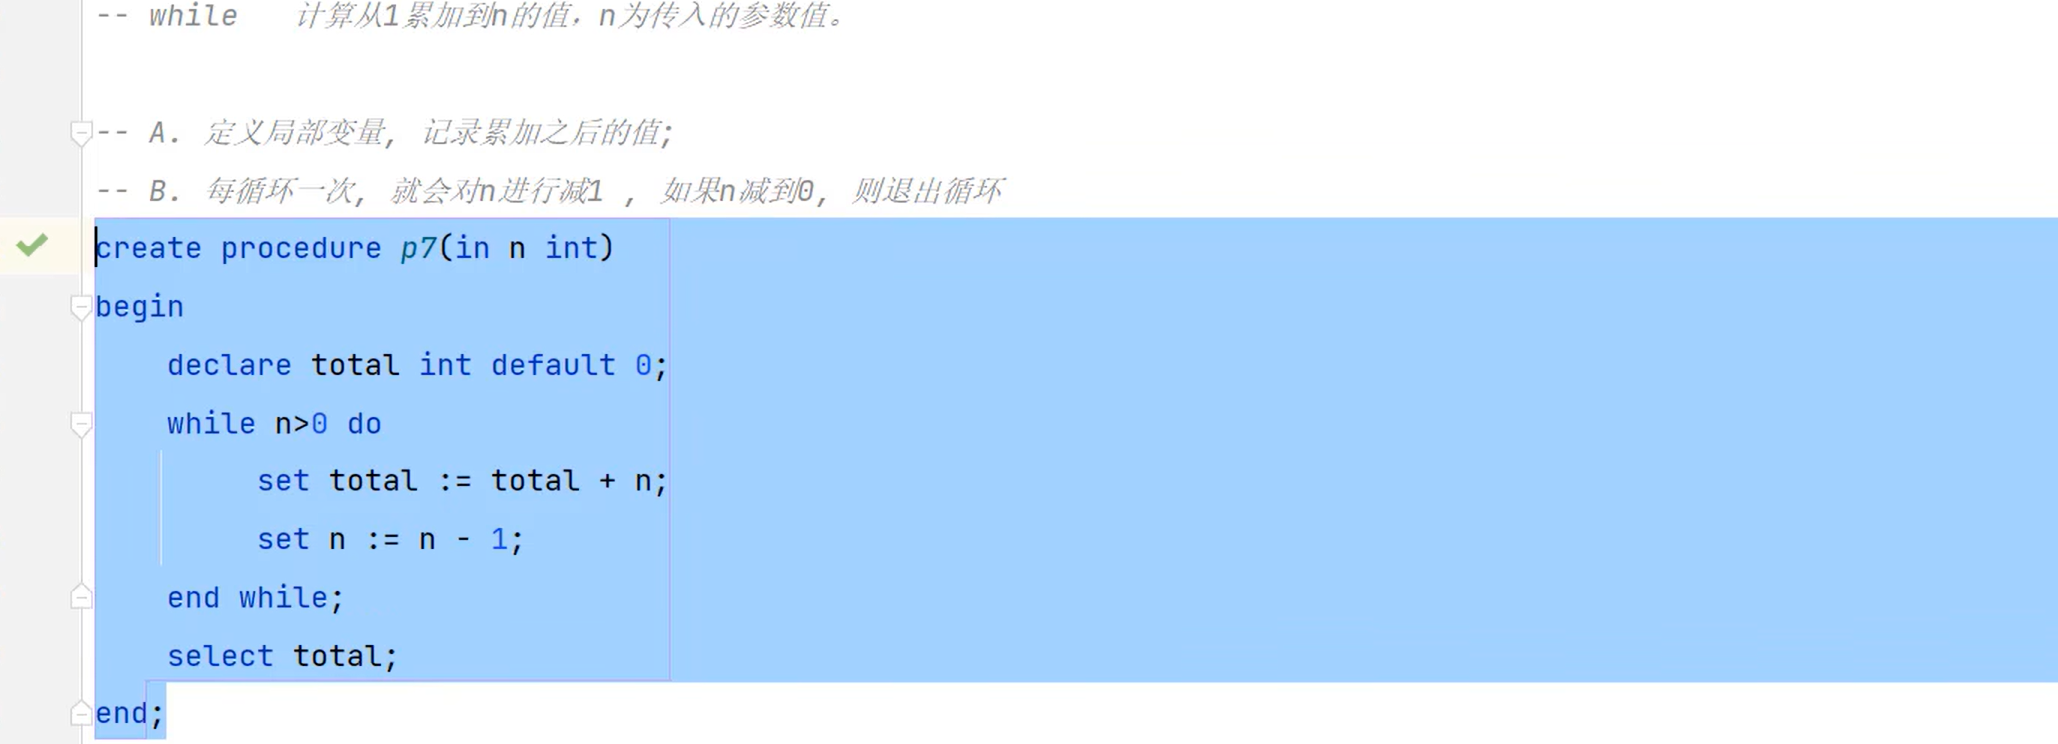 -- while   计算从1累加到n的值，n为传入的参数值。
-- A. 定义局部变量, 记录累加之后的值;
-- B. 每循环一次, 就会对n进行减1 , 如果n减到0, 则退出循环
create procedure p7(in n int)
begin
    declare total int default 0;
    while n>0 do
         set total := total + n;
         set n := n - 1;
    end while;
    select total;
end;